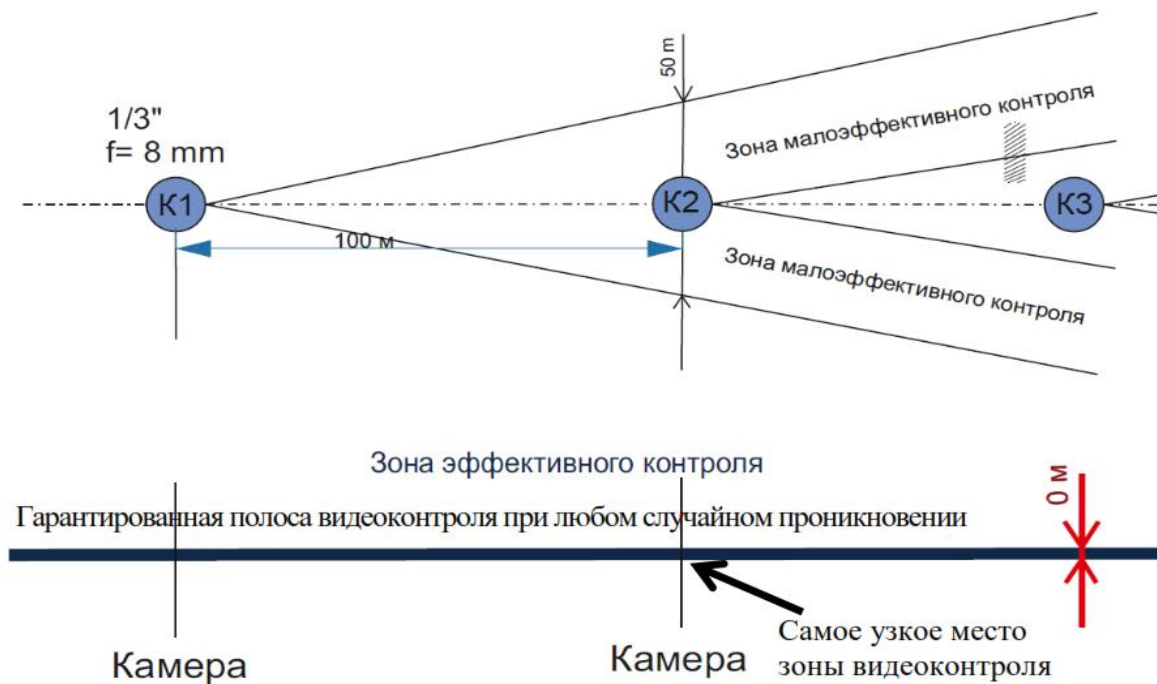 50 m
1/3"
f= 8 mm
Зона малоэффективного контроля
К1
К2
К3
100 м
Зона малоэффективного контроля
Зона эффективного контроля
0 м
Гарантированная полоса видеоконтроля при любом случайном проникновении
Самое узкое место
зоны видеоконтроля
Камера
Камера